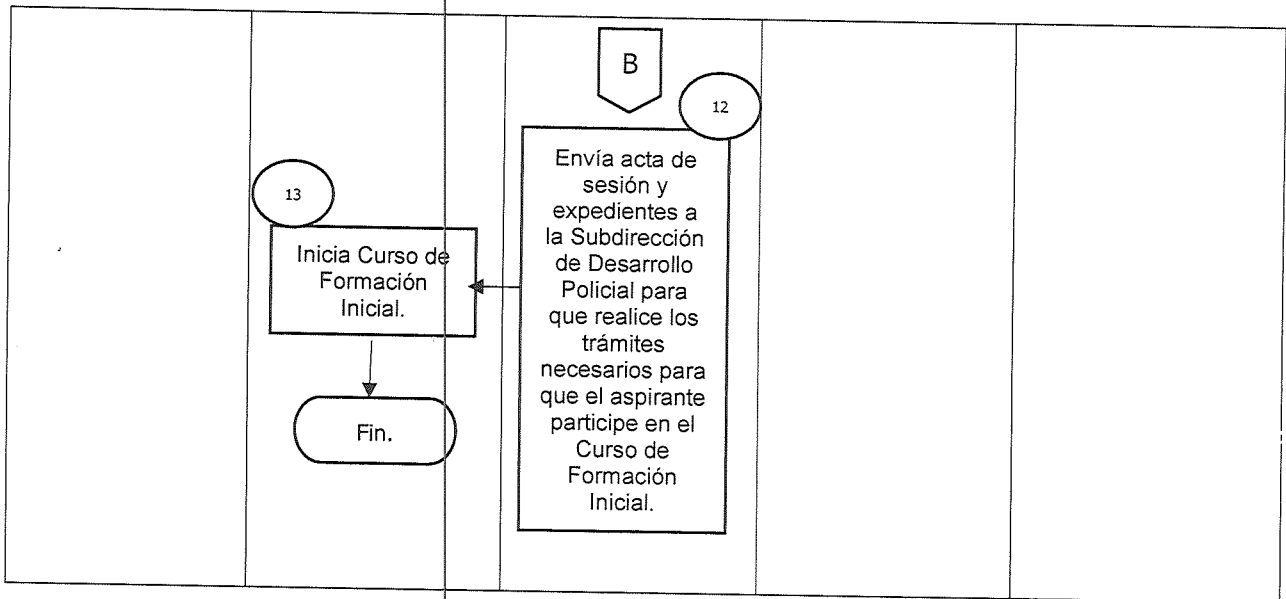 B
12
Envía acta de
sesión y
expedientes a
la Subdirección
de Desarrollo
Policial para
que realice los
trámites
necesarios para
que el aspirante
participe en el
Curso de
Formación
Inicial.
13
Inicia Curso de
Formación
Inicial.
Fin.